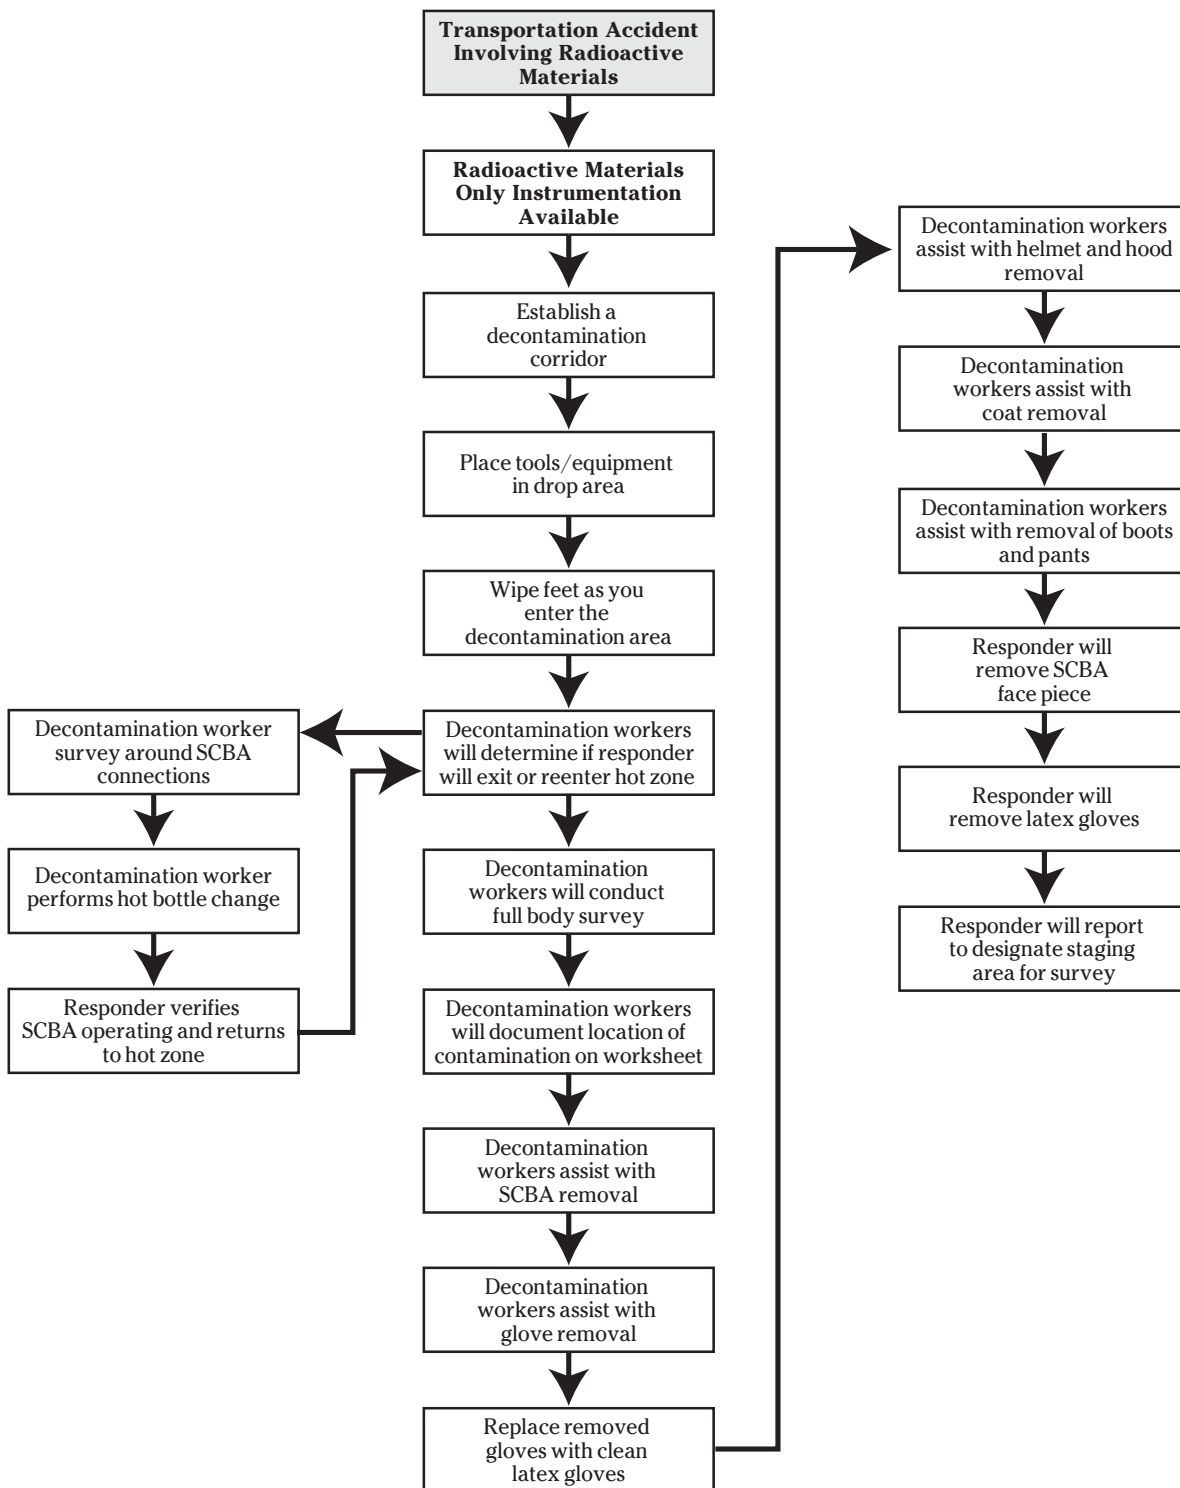 Transportation Accident
Involving Radioactive
Materials
Radioactive Materials
Only Instrumentation
Available
Establish a
decontamination
corridor
Place tools/equipment
in drop area
Wipe feet as you
enter the
decontamination area
Decontamination workers
will determine if responder
will exit or reenter hot zone
Decontamination worker
survey around SCBA
connections
Decontamination worker
performs hot bottle change
Responder verifies
SCBA operating and returns
to hot zone
Decontamination
workers will conduct
full body survey
Decontamination workers
will document location of
contamination on worksheet
Decontamination
workers assist with
SCBA removal
Decontamination
workers assist with
glove removal
Replace removed
gloves with clean
latex gloves
Decontamination workers
assist with helmet and hood
removal
Decontamination
workers assist with
coat removal
Decontamination workers
assist with removal of boots
and pants
Responder will
remove SCBA
face piece
Responder will
remove latex gloves
Responder will report
to designate staging
area for survey